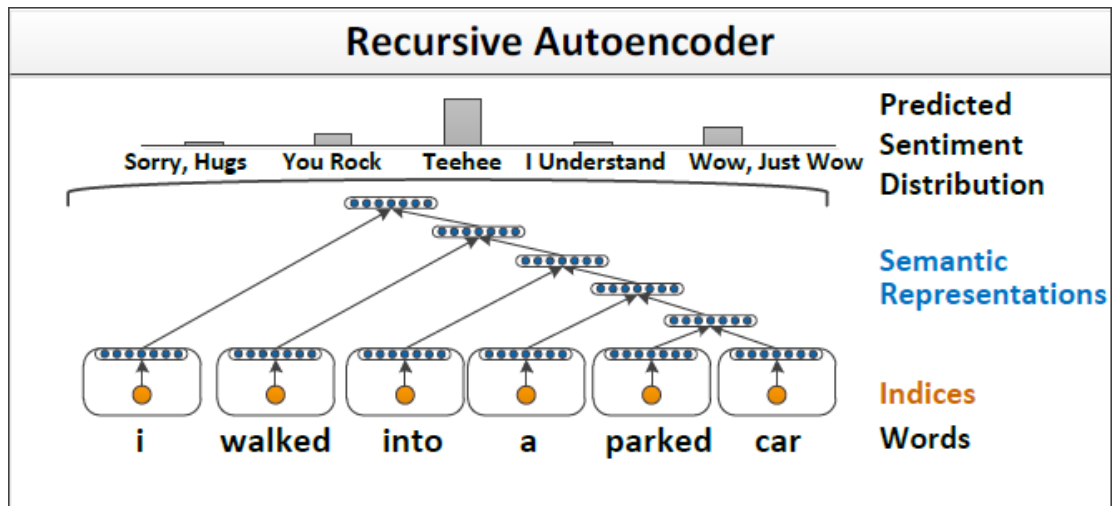 Recursive Autoencoder
Predicted
Sentiment
Distribution
Sorry, Hugs
You Rock
Teehee
I Understand
Wow, Just Wow
Semantic
Representations
Indices
i walked into a parked car
Words